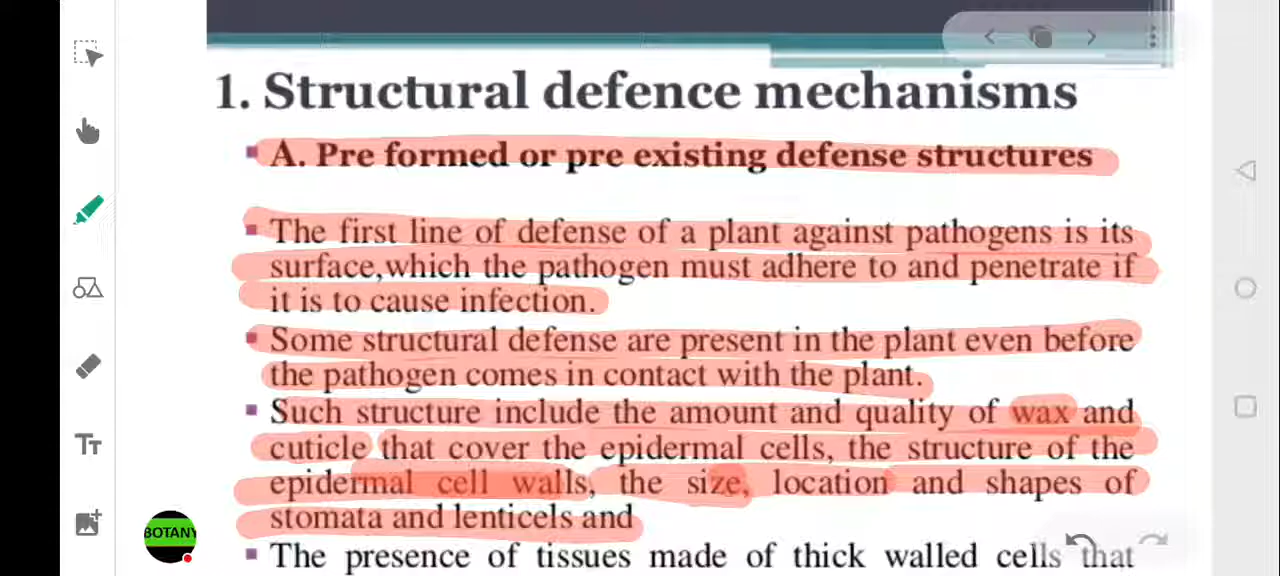 1. Structural defence mechanisms
A. Pre formed or pre existing defense structures
The first line of defense of a plant against pathogens is its
surface,which the pathogen must adhere to and penetrate if
it is to cause infection.
Some structural defense are present in the plant even before
the pathogen comes in contact with the plant.
Such structure include the amount and quality of wax and
cuticle that cover the epidermal cells, the structure of the
epidermal cell walls, the size, location and shapes of
stomata and lenticels and
The presence of tissues made of thick walled cells that
TT
BOTANY